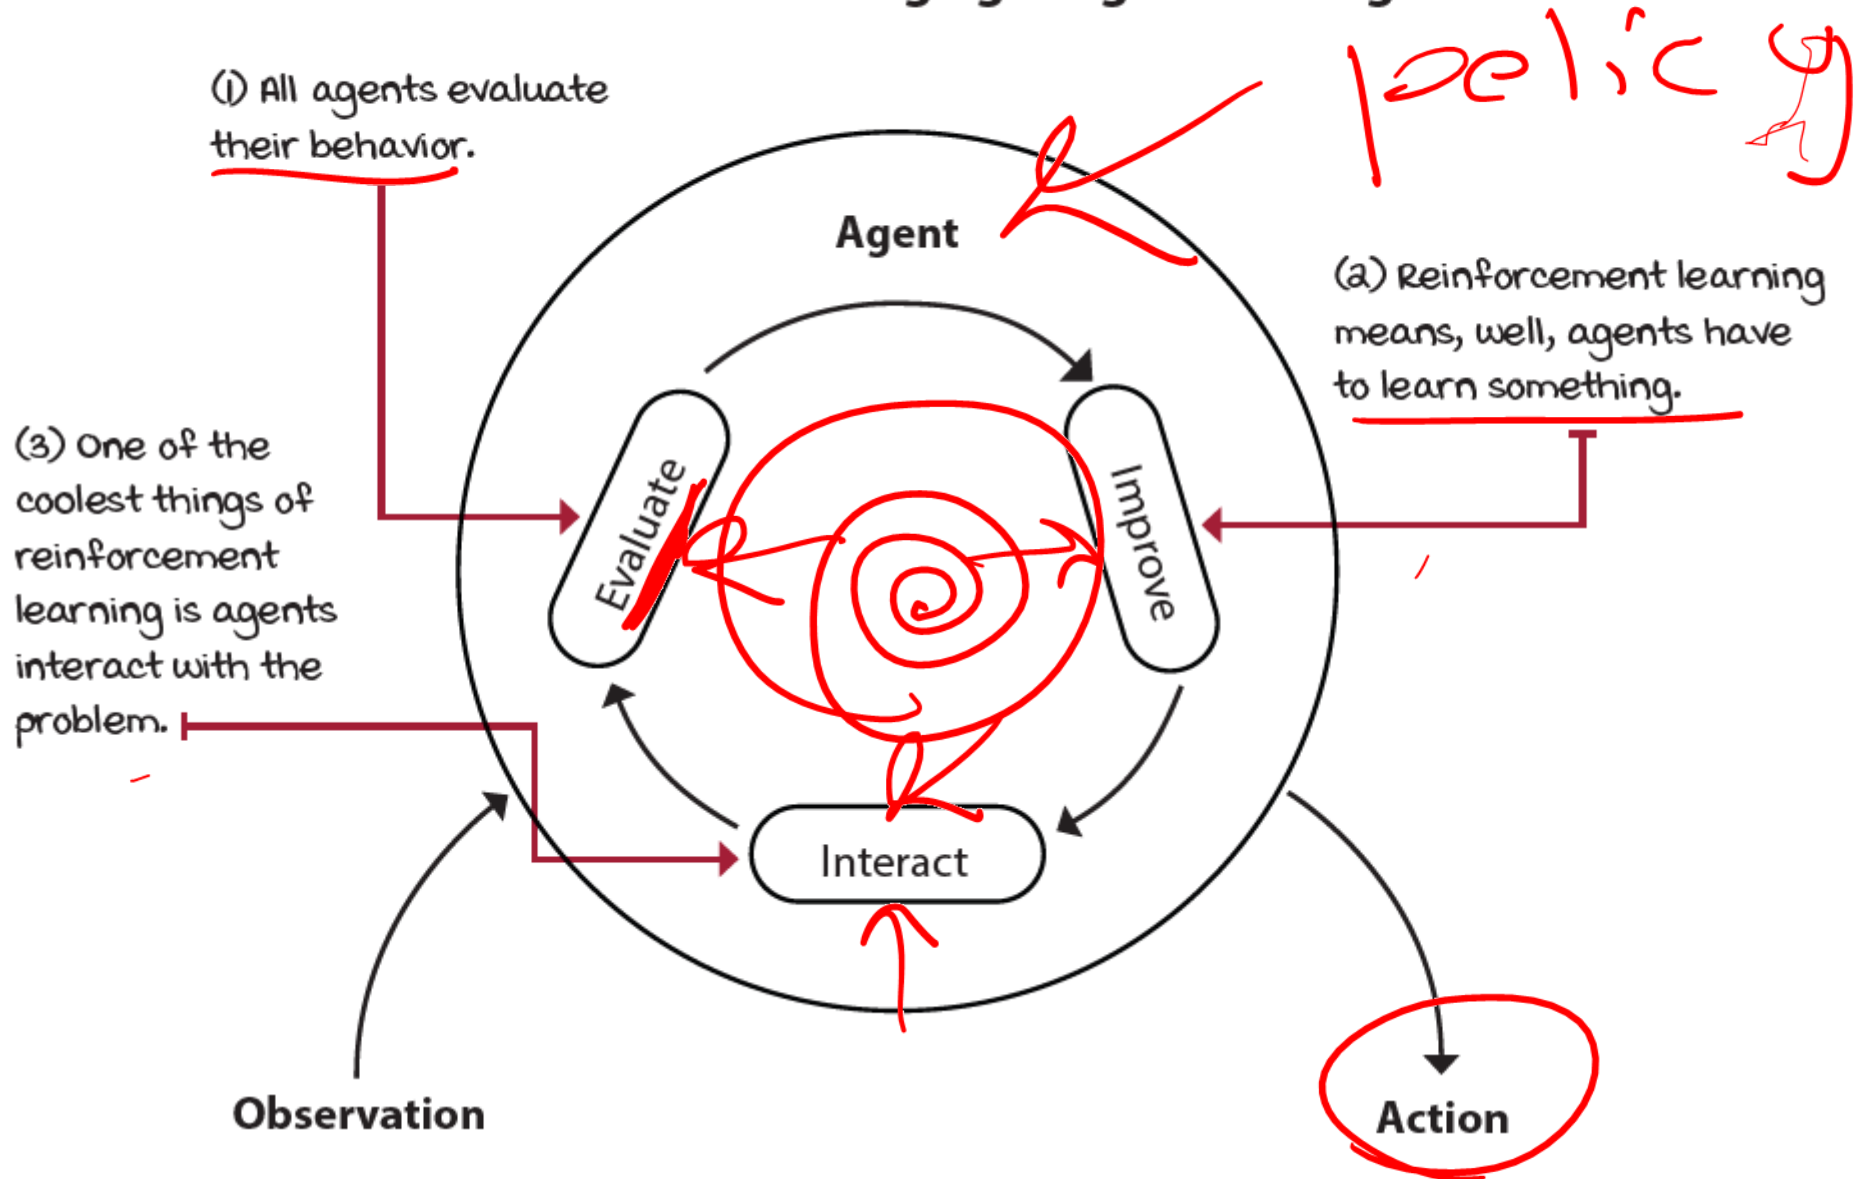 pelicy
(1) All agents evaluate
their behavior.
Agent
(2) Reinforcement learning
means, well, agents have
to learn something.
(3) One of the
coolest things of
reinforcement
learning is agents
interact with the
problem.
Evaluate
Improve
Interact
Observation
Action